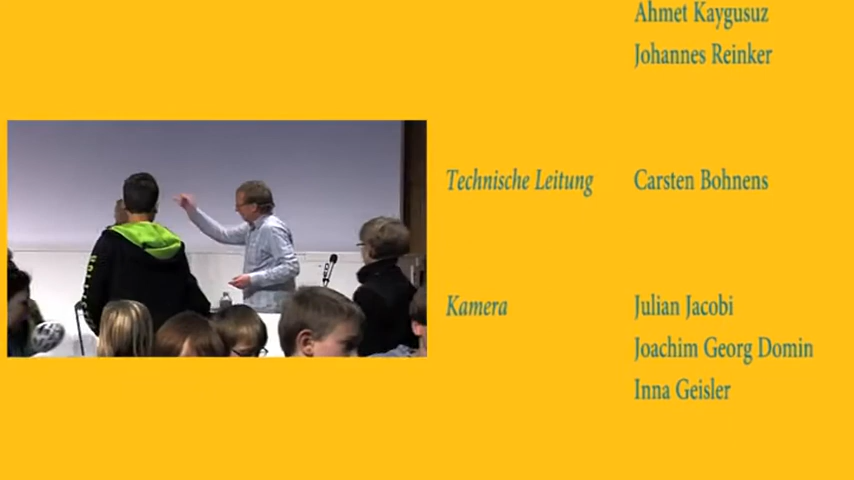 Ahmet Kaygusuz
Johannes Reinker
Technische Leitung Carsten Bohnens
Kamera Julian Jacobi
Joachim Georg Domin
Inna Geisler